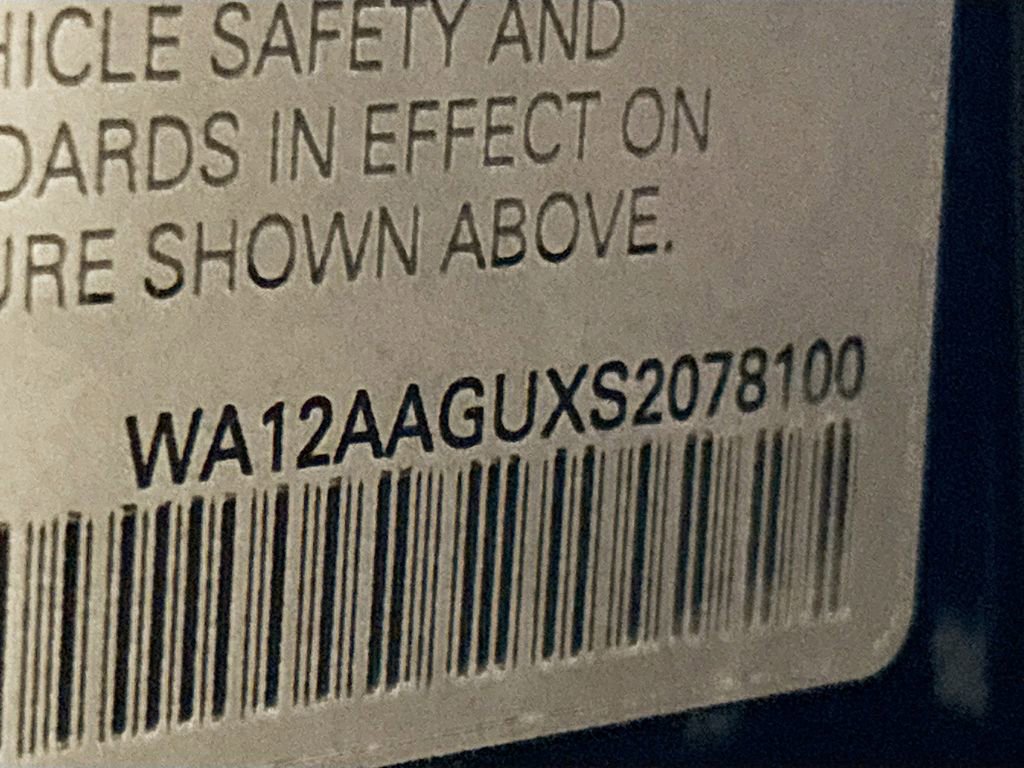 HICLE SAFETY AND
DARDS IN EFFECT ON
URE SHOWN ABOVE.
WA12AAGUXS2078100